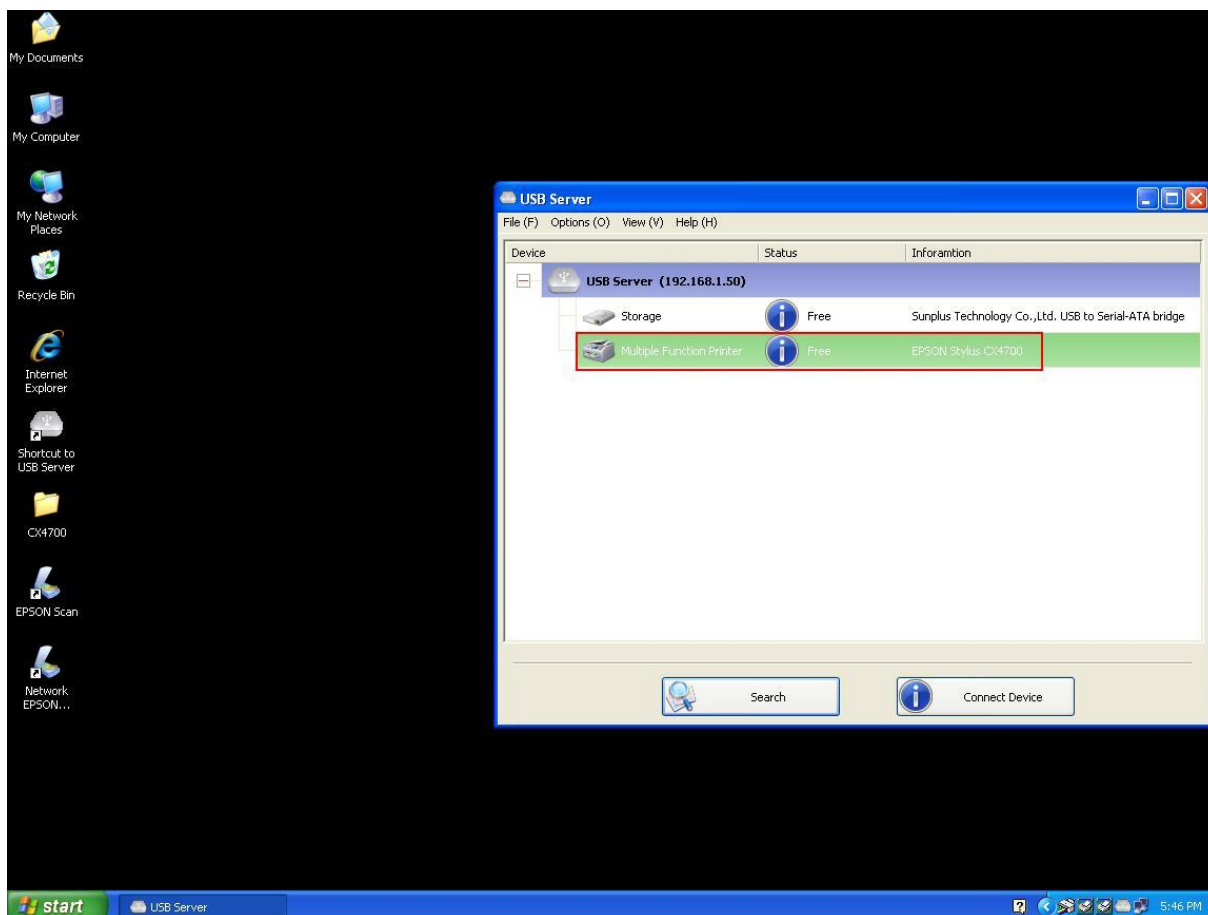 My Documents
My Computer
My Network
Places
Recycle Bin
Internet
Explorer
Shortcut to
USB Server
CX4700
EPSON Scan
Network
EPSON...
USB Server
File (F) Options (O) View (V) Help (H)
Device Status Inforamtion
USB Server (192.168.1.50)
Storage Free Sunplus Technology Co.,Ltd. USB to Serial-ATA bridge
Multiple Function Printer Free EPSON Stylus CX4700
Search Connect Device
start USB Server 5:46 PM